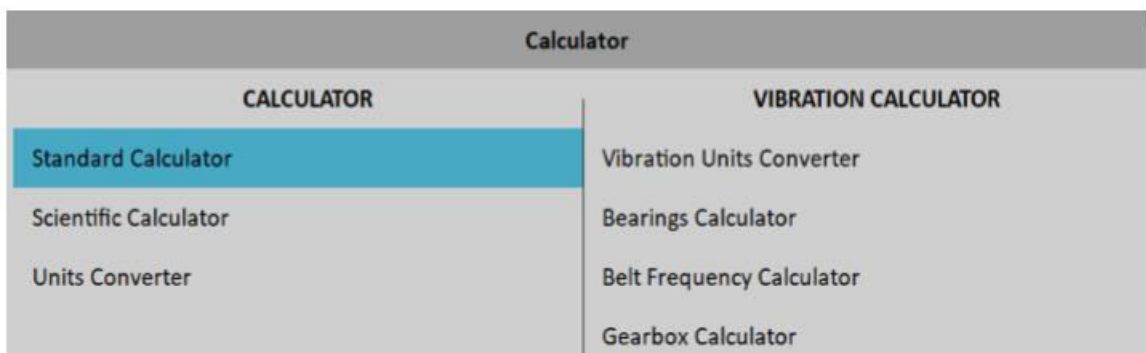 Calculator
CALCULATOR
Standard Calculator
Scientific Calculator
Units Converter
VIBRATION CALCULATOR
Vibration Units Converter
Bearings Calculator
Belt Frequency Calculator
Gearbox Calculator